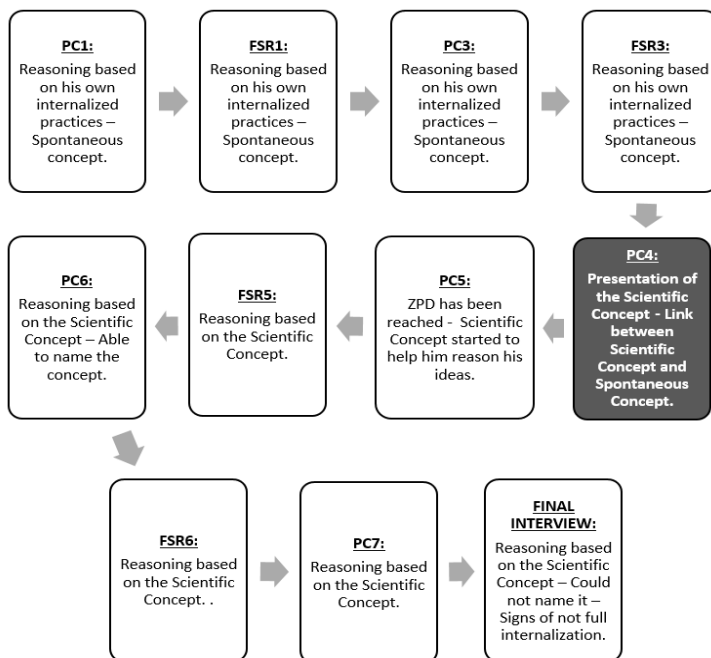 PC1:
Reasoning based
on his own
internalized
practices –
Spontaneous
concept.
FSR1:
Reasoning based
on his own
internalized
practices –
Spontaneous
concept.
PC3:
Reasoning based
on his own
internalized
practices –
Spontaneous
concept.
FSR3:
Reasoning based
on his own
internalized
practices –
Spontaneous
concept.
PC4:
Presentation of
the Scientific
Concept - Link
between
Scientific
Concept and
Spontaneous
Concept.
PC5:
ZPD has been
reached -  Scientific
Concept started to
help him reason his
ideas.
FSR5:
Reasoning based on
the Scientific
Concept.
PC6:
Reasoning based
on the Scientific
Concept – Able
to name the
concept.
FSR6:
Reasoning based
on the Scientific
Concept. .
PC7:
Reasoning based
on the Scientific
Concept.
FINAL
INTERVIEW:
Reasoning based
on the Scientific
Concept – Could
not name it –
Signs of not full
internalization.